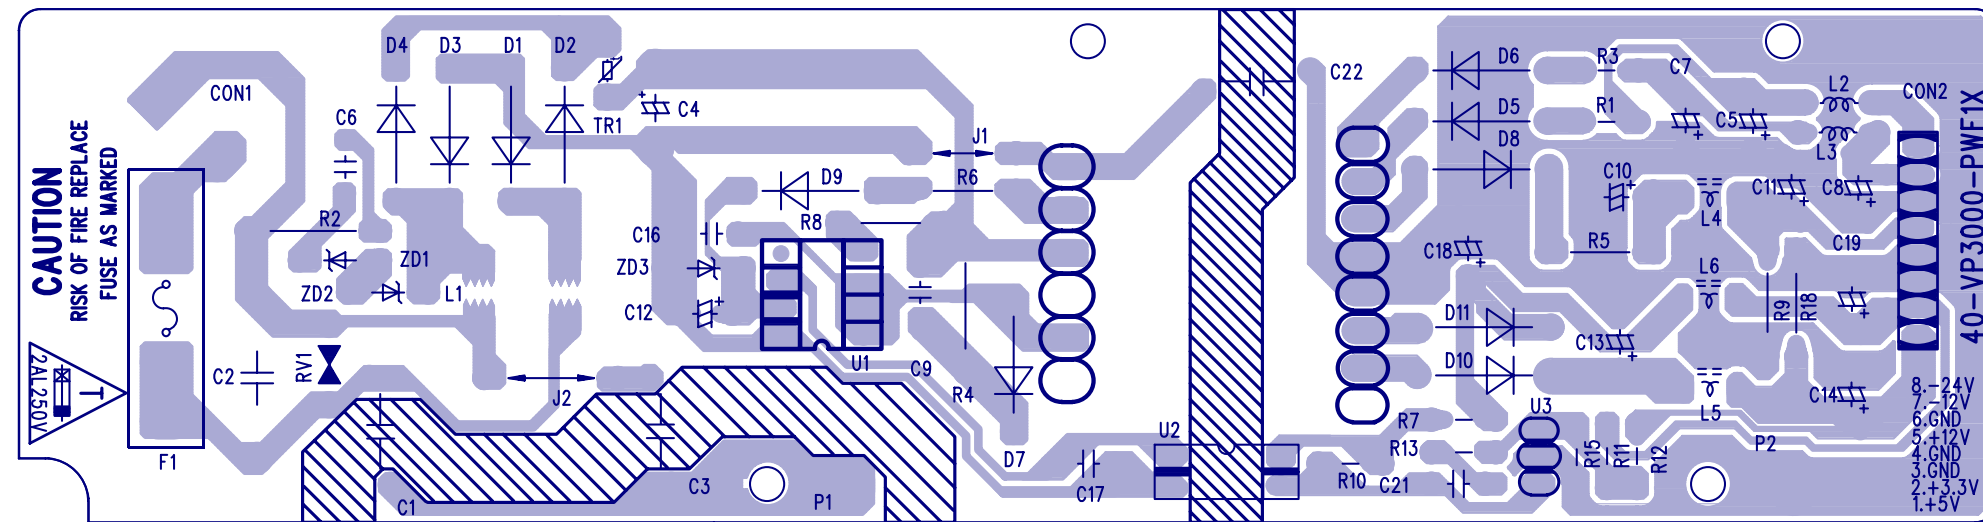 D4 D3 D1 D2
CON1
C6
TR1
C4
J1
C22
D6
R3
C7
L2
CON2
D5
R1
C5
D8
L3
CAUTION
RISK OF FIRE REPLACE
FUSE AS MARKED
R2
ZD1
ZD2
L1
C16
ZD3
C12
D9
R8
R6
U1
C9
R4
D7
C10
L4
C11
C8
C18
R5
C19
L6
R9
R18
D11
C13
D10
L5
C14
40-VP3000-PWE1X
2AL250V
T
F1
C2
RV1
J2
C1
C3
P1
C17
U2
R10
C21
R7
R13
U3
R15
R11
R12
P2
8.-24V
7.-12V
6.GND
5.+12V
4.GND
3.GND
2.+3.3V
1.+5V